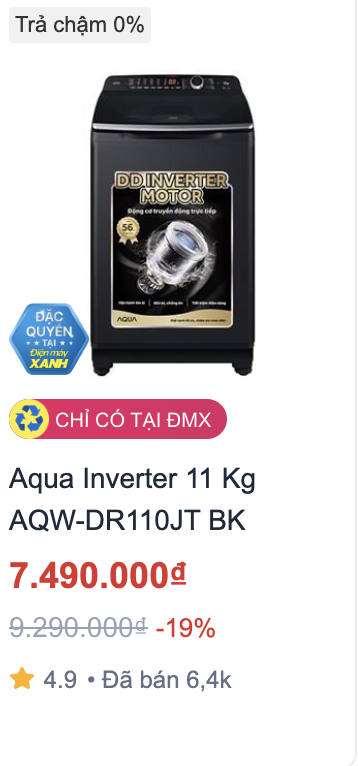 Trả chậm 0%
DD INVERTER
MOTOR
Động cơ truyền động trực tiếp
56
AQUA
ĐẶC
QUYỀN
TẠI
Điện máy
XANH
CHỈ CÓ TẠI ĐMX
Aqua Inverter 11 Kg
AQW-DR110JT BK
7.490.000₫
9.290.000₫ -19%
4.9 • Đã bán 6,4k